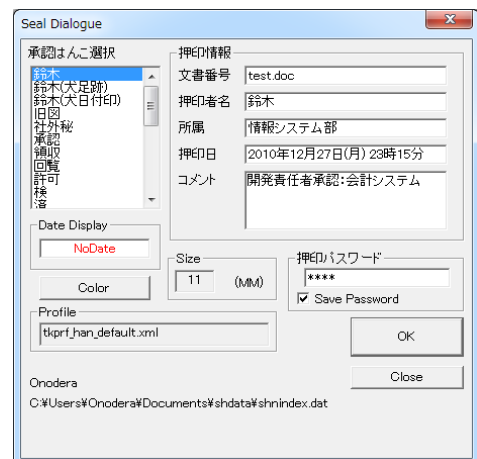 Seal Dialogue
承認はんこ選択
鈴木
鈴木(犬足跡)
鈴木(犬日付印)
旧図
社外秘
承認
領収
回覧
許可
検
済
Date Display
NoDate
Color
Profile
tkprf_han_default.xml
押印情報
文書番号 test.doc
押印者名 鈴木
所属 情報システム部
押印日 2010年12月27日(月) 23時15分
コメント 開発責任者承認:会計システム
Size
11 (MM)
押印パスワード
****
Save Password
OK
Close
Onodera
C:¥Users¥Onodera¥Documents¥shdata¥shnindex.dat